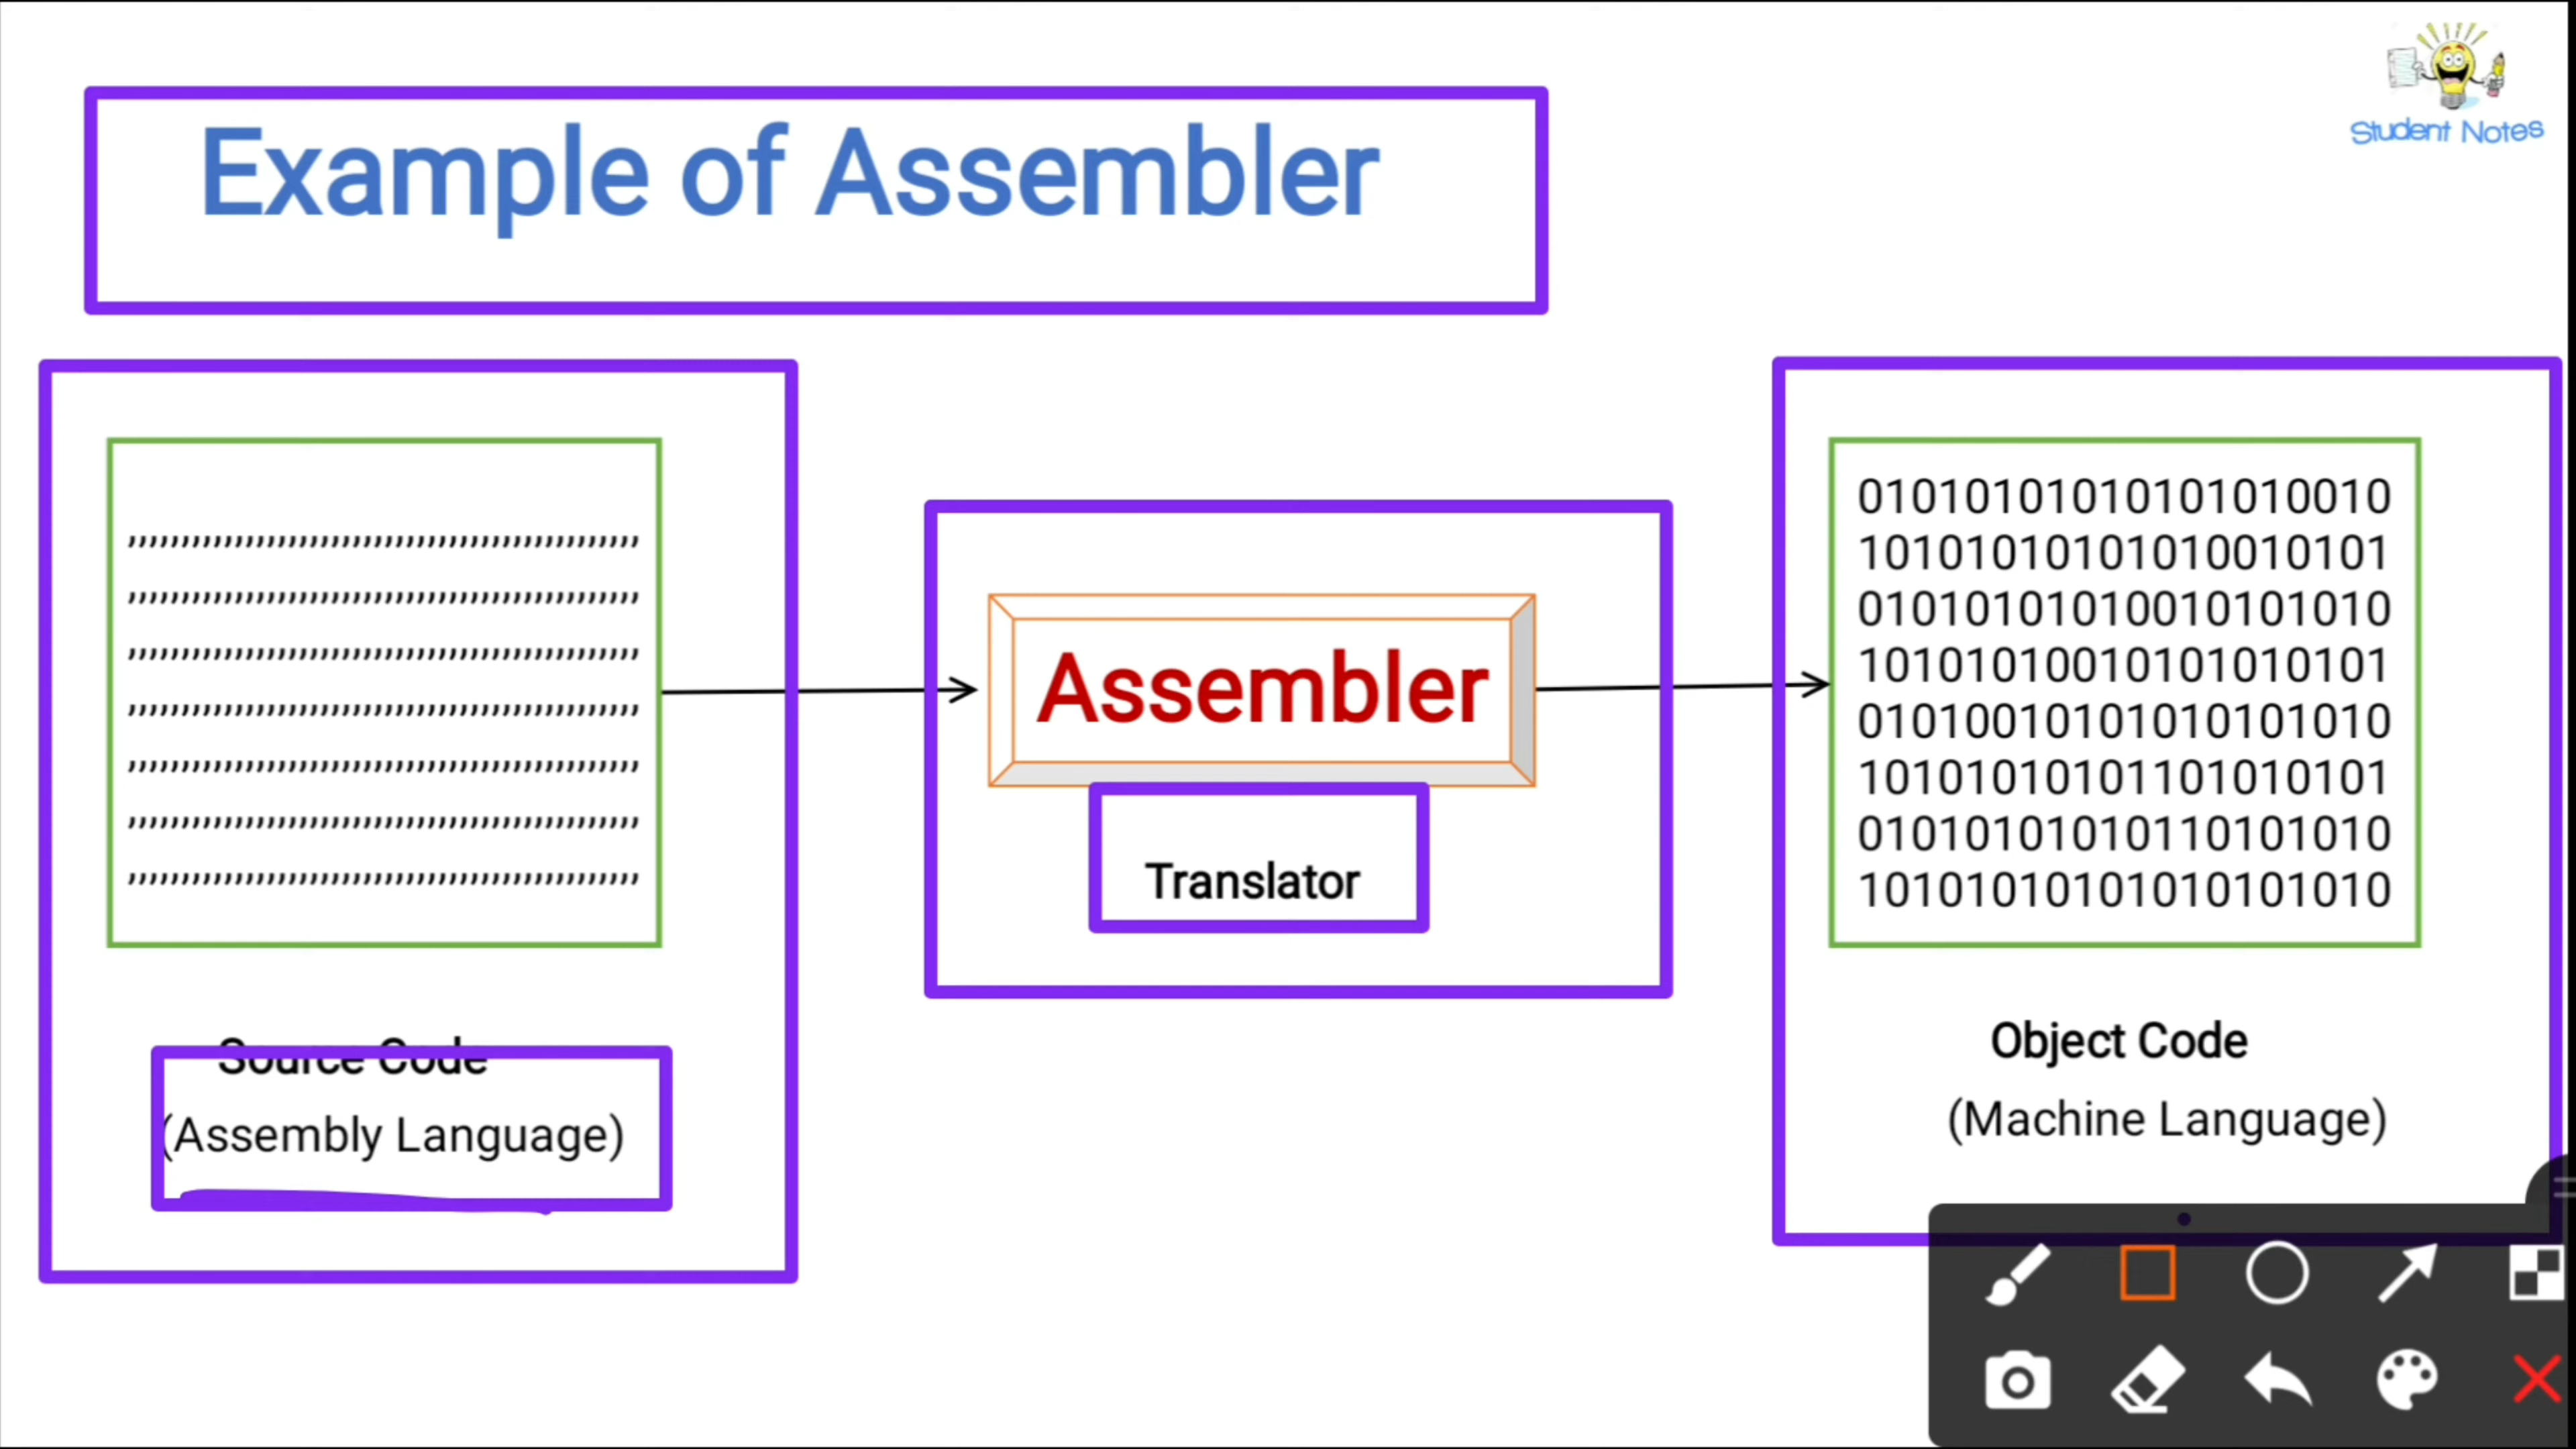 Student Notes
Example of Assembler
,,,,,,,,,,,,,,,,,,,,,,,,,,,,,,,,,,,,,,,,,,,,,,,,
,,,,,,,,,,,,,,,,,,,,,,,,,,,,,,,,,,,,,,,,,,,,,,,,
,,,,,,,,,,,,,,,,,,,,,,,,,,,,,,,,,,,,,,,,,,,,,,,,
,,,,,,,,,,,,,,,,,,,,,,,,,,,,,,,,,,,,,,,,,,,,,,,,
,,,,,,,,,,,,,,,,,,,,,,,,,,,,,,,,,,,,,,,,,,,,,,,,
,,,,,,,,,,,,,,,,,,,,,,,,,,,,,,,,,,,,,,,,,,,,,,,,
,,,,,,,,,,,,,,,,,,,,,,,,,,,,,,,,,,,,,,,,,,,,,,,,
Source Code
(Assembly Language)
Assembler
Translator
01010101010101010010
10101010101010010101
01010101010010101010
10101010010101010101
01010010101010101010
10101010101101010101
01010101010110101010
10101010101010101010
Object Code
(Machine Language)